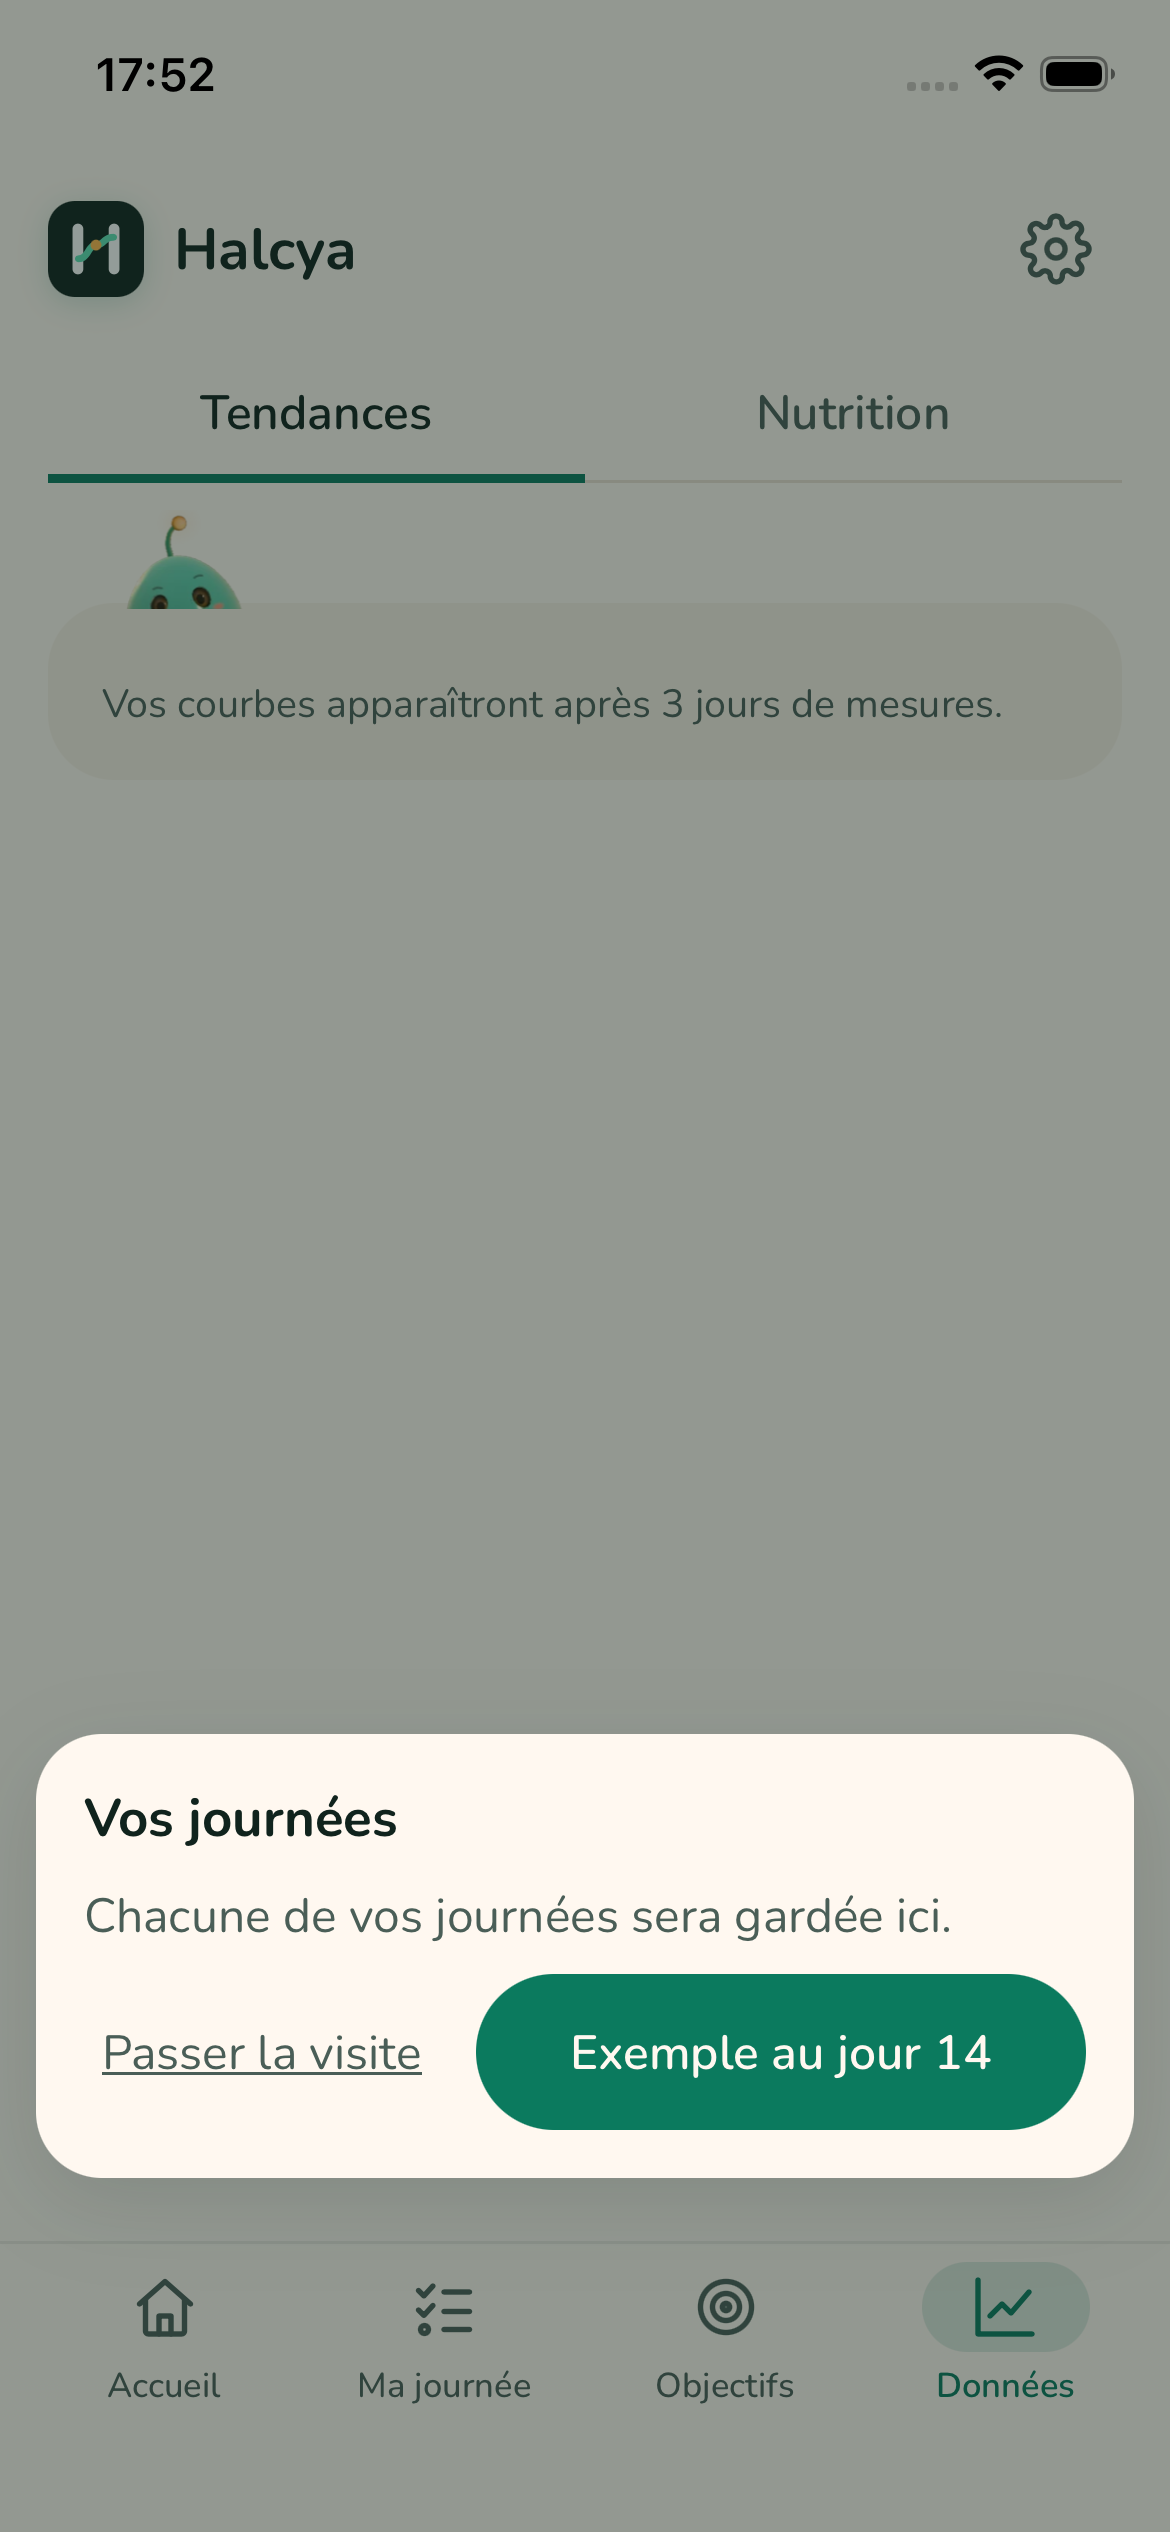 17:52
Halcya
Tendances
Nutrition
Vos courbes apparaîtront après 3 jours de mesures.
Vos journées
Chacune de vos journées sera gardée ici.
Passer la visite
Exemple au jour 14
Accueil
Ma journée
Objectifs
Données